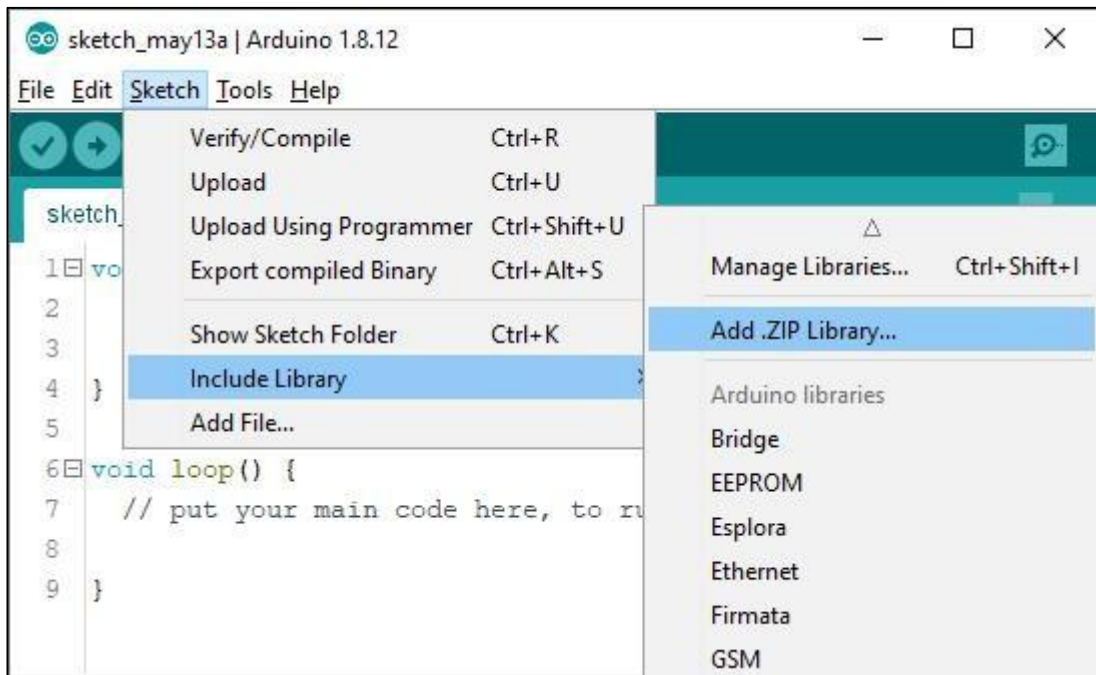 sketch_may13a | Arduino 1.8.12
File Edit Sketch Tools Help
Verify/Compile Ctrl+R
Upload Ctrl+U
Upload Using Programmer Ctrl+Shift+U
Export compiled Binary Ctrl+Alt+S
Show Sketch Folder Ctrl+K
Include Library
Add File...
Manage Libraries... Ctrl+Shift+I
Add .ZIP Library...
Arduino libraries
Bridge
EEPROM
Esplora
Ethernet
Firmata
GSM
sketch_
1 vo
2
3
4 }
5
6 void loop() {
7 // put your main code here, to ru
8
9 }